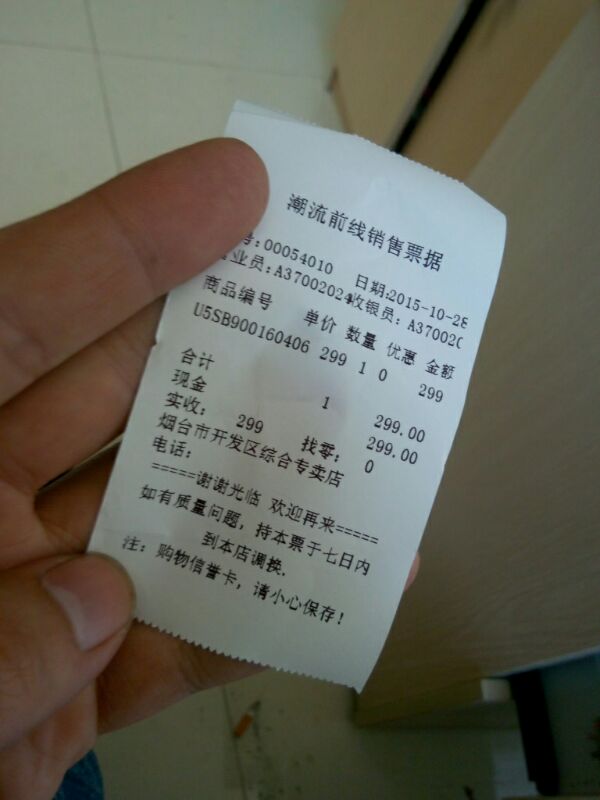 潮流前线销售票据
号:00054010 日期:2015-10-28
业员:A37002024收银员: A370020
商品编号 单价 数量 优惠 金额
U5SB900160406 299 1 0 299
合计 1 299.00
现金 299.00
实收: 299 找零: 0
烟台市开发区综合专卖店
电话:
=====谢谢光临 欢迎再来=====
如有质量问题, 持本票于七日内
到本店调换.
注: 购物信誉卡, 请小心保存!